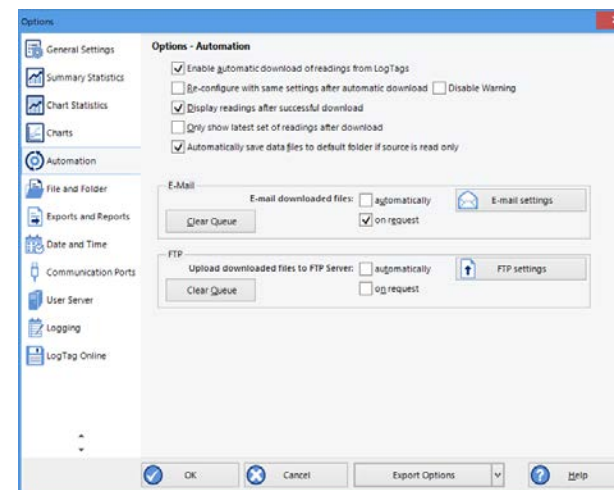 Options
General Settings
Summary Statistics
Chart Statistics
Charts
Automation
File and Folder
Exports and Reports
Date and Time
Communication Ports
User Server
Logging
LogTag Online
Options - Automation
Enable automatic download of readings from LogTags
Re-configure with same settings after automatic download Disable Warning
Display readings after successful download
Only show latest set of readings after download
Automatically save data files to default folder if source is read only
E-Mail
E-mail downloaded files: automatically E-mail settings
Clear Queue on request
FTP
Upload downloaded files to FTP Server: automatically FTP settings
Clear Queue on request
OK Cancel Export Options Help